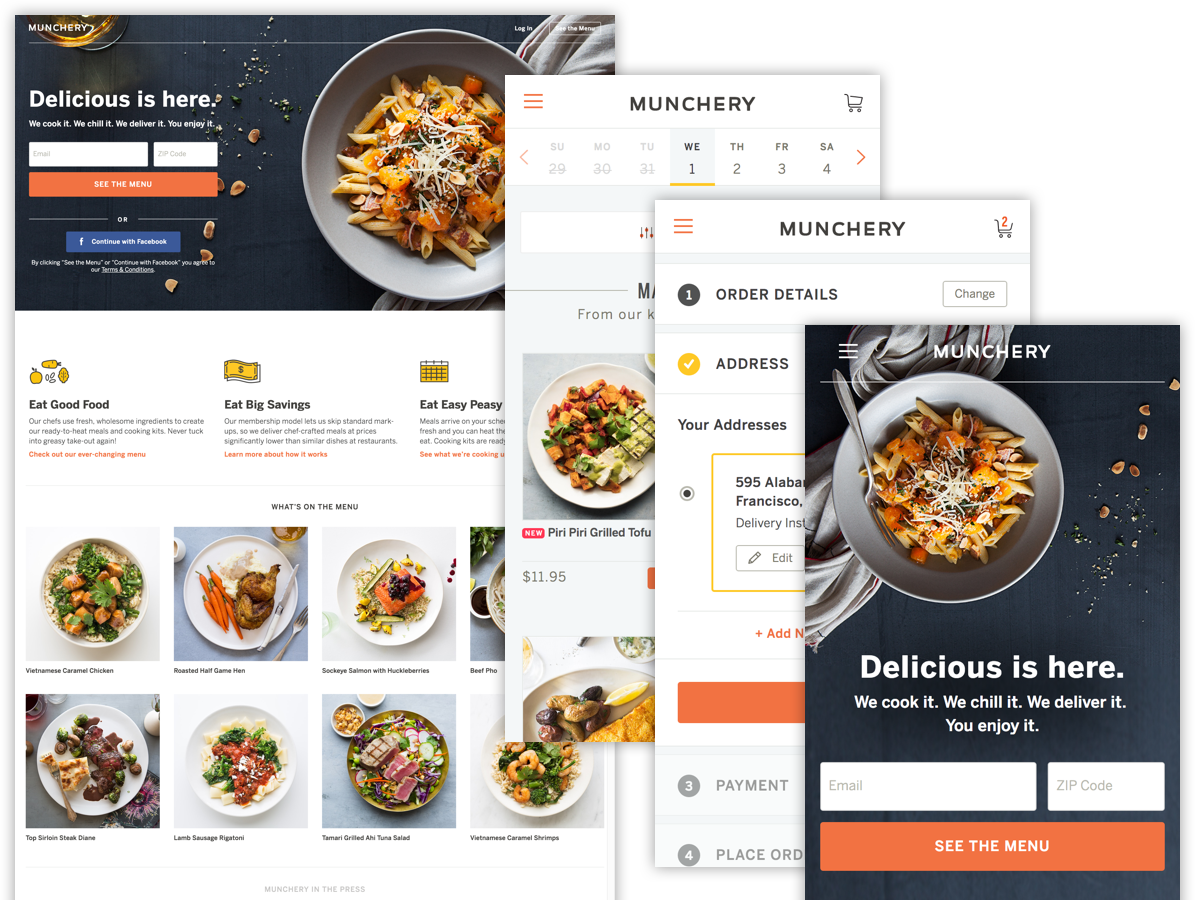 MUNCHERY
Log In
See the Menu
Delicious is here.
We cook it. We chill it. We deliver it. You enjoy it.
Email
ZIP Code
SEE THE MENU
OR
f Continue with Facebook
By clicking "See the Menu" or "Continue with Facebook" you agree to
our Terms & Conditions.
Eat Good Food
Our chefs use fresh, wholesome ingredients to create
our ready-to-heat meals and cooking kits. Never tuck
into greasy take-out again!
Check out our ever-changing menu
$
Eat Big Savings
Our membership model lets us skip standard mark-
ups, so we deliver chef-crafted meals at prices
significantly lower than similar dishes at restaurants.
Learn more about how it works
Eat Easy Peasy
Meals arrive on your sche
fresh and you can heat the
eat. Cooking kits are ready
See what we're cooking u
WHAT'S ON THE MENU
Vietnamese Caramel Chicken
Roasted Half Game Hen
Sockeye Salmon with Huckleberries
Beef Pho
Top Sirloin Steak Diane
Lamb Sausage Rigatoni
Tamari Grilled Ahi Tuna Salad
Vietnamese Caramel Shrimps
MUNCHERY IN THE PRESS
MUNCHERY
SU MO TU WE TH FR SA
29 30 31 1 2 3 4
MA
From our k
NEW Piri Piri Grilled Tofu
$11.95
MUNCHERY
2
1 ORDER DETAILS
Change
ADDRESS
Your Addresses
595 Alabar
Francisco,
Delivery Inst
Edit
+ Add N
3 PAYMENT
4 PLACE ORD
MUNCHERY
Delicious is here.
We cook it. We chill it. We deliver it.
You enjoy it.
Email
ZIP Code
SEE THE MENU